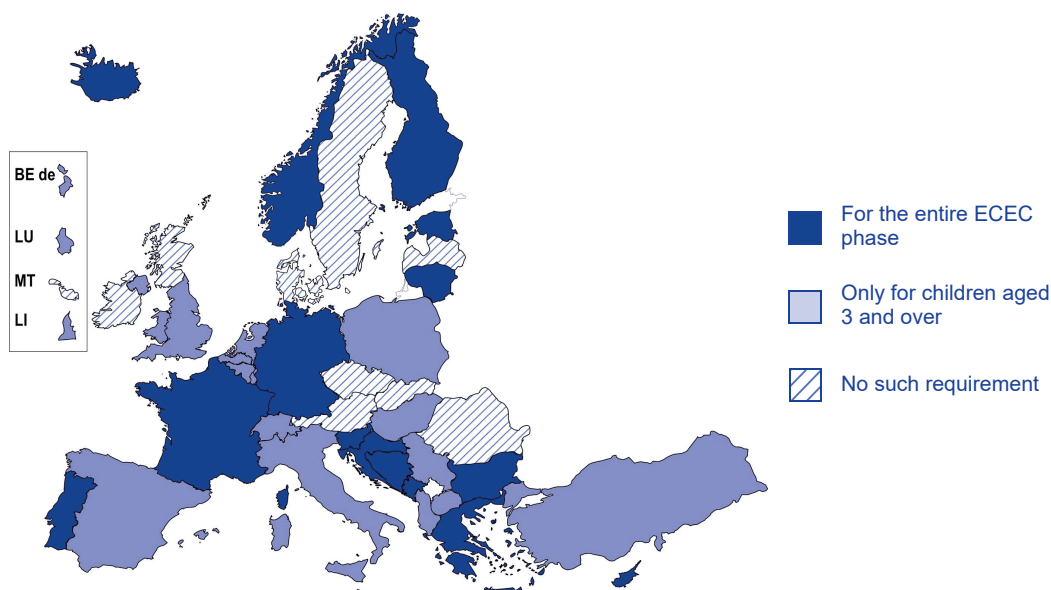 BE de
LU
MT
LI
For the entire ECEC
phase
Only for children aged
3 and over
No such requirement